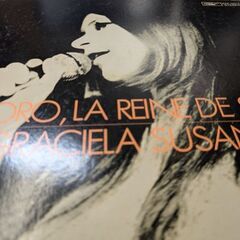 ORO, LA REINE DE
GRACIELA SUSAN